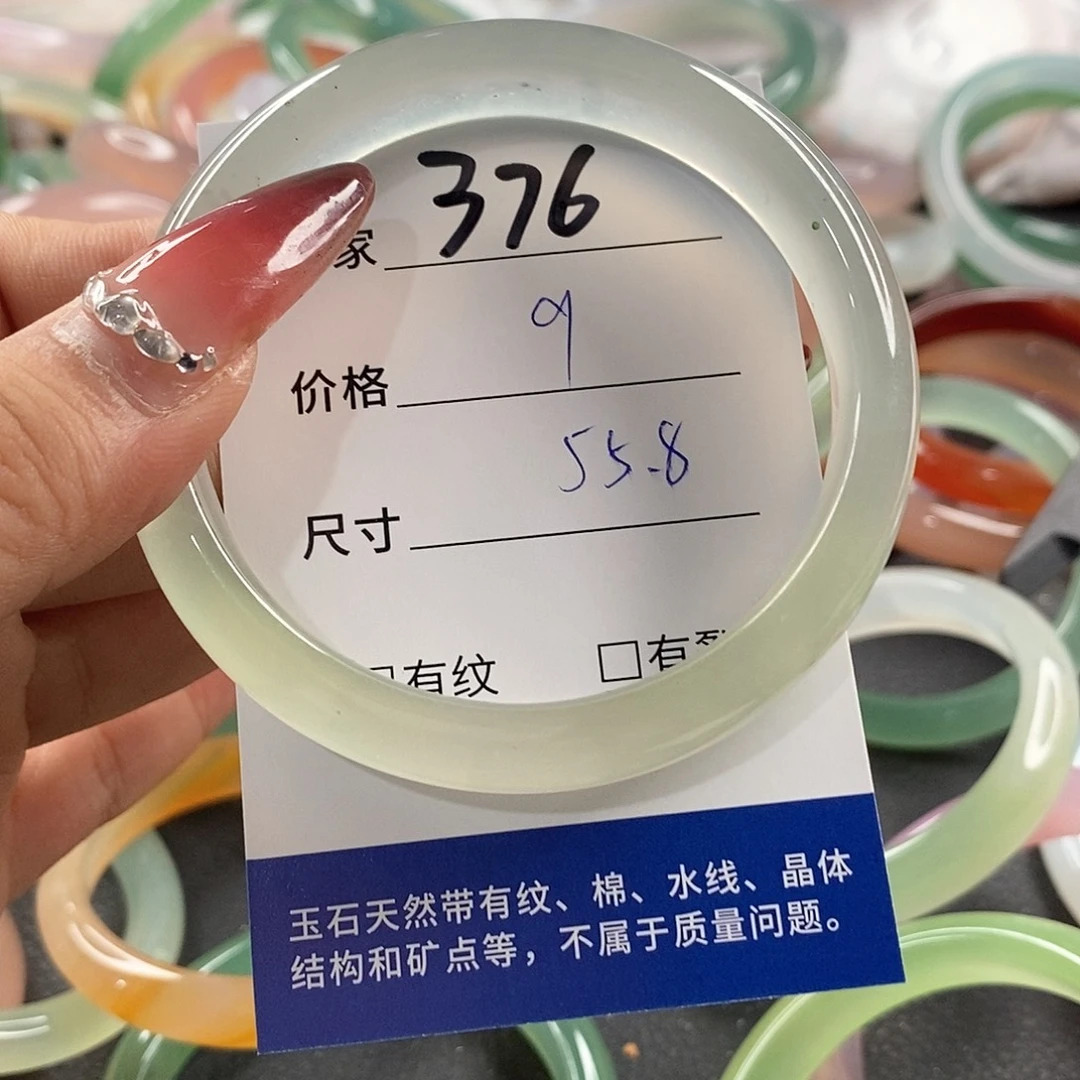 家 376
价格 9
尺寸 55.8
□有纹 □有裂
玉石天然带有纹、棉、水线、晶体
结构和矿点等，不属于质量问题。